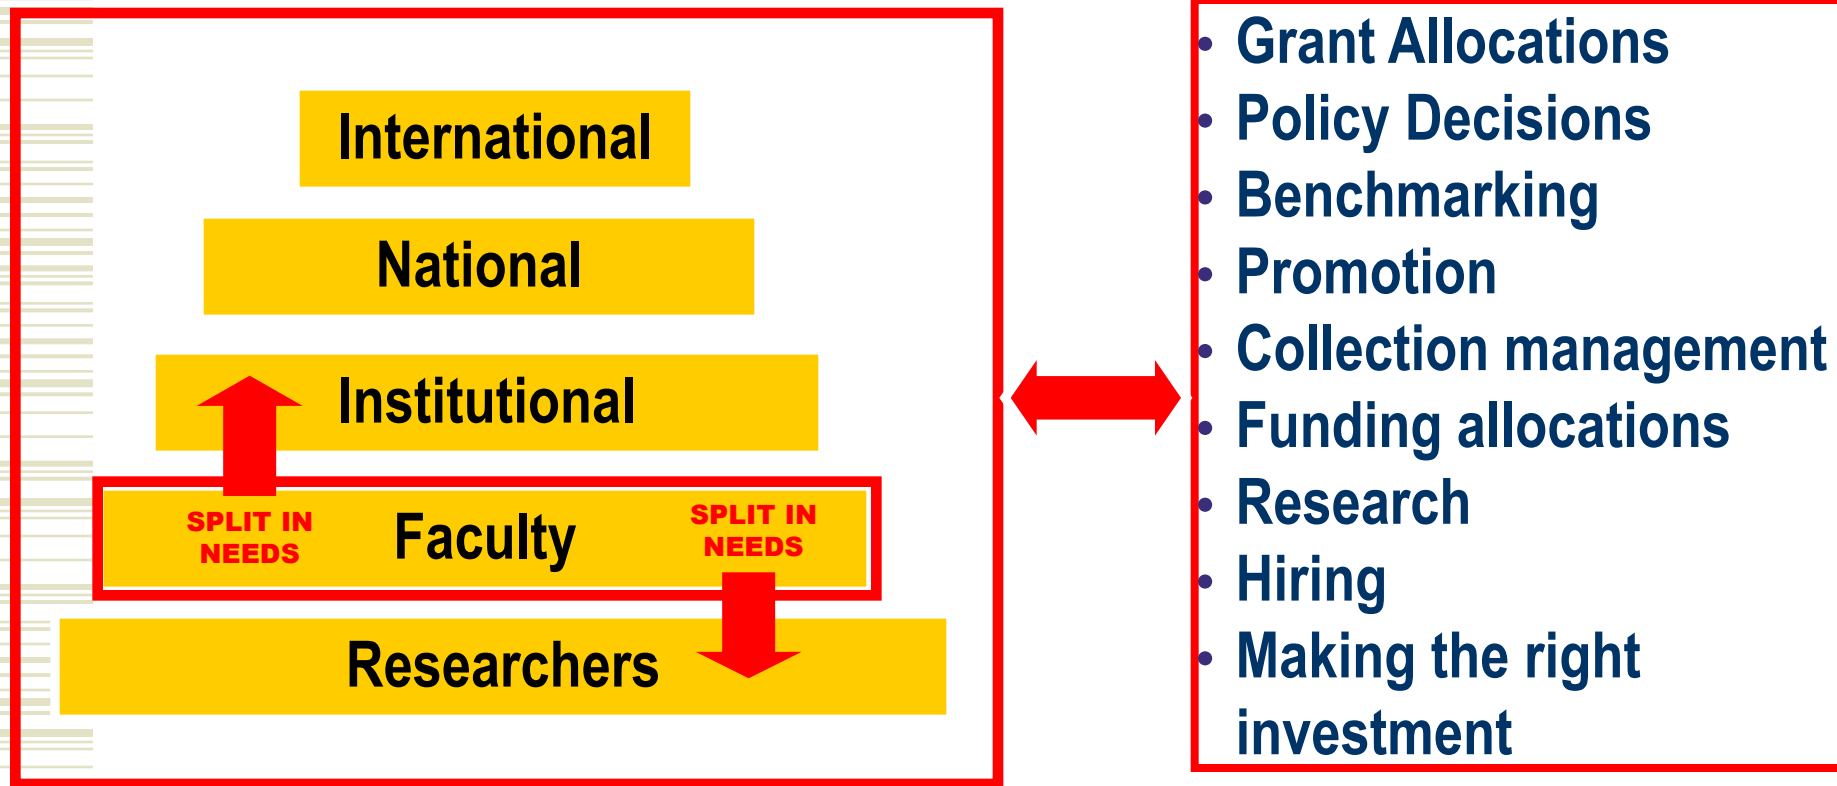 International
National
Institutional
SPLIT IN
NEEDS
Faculty
SPLIT IN
NEEDS
Researchers
• Grant Allocations
• Policy Decisions
• Benchmarking
• Promotion
• Collection management
• Funding allocations
• Research
• Hiring
• Making the right
investment